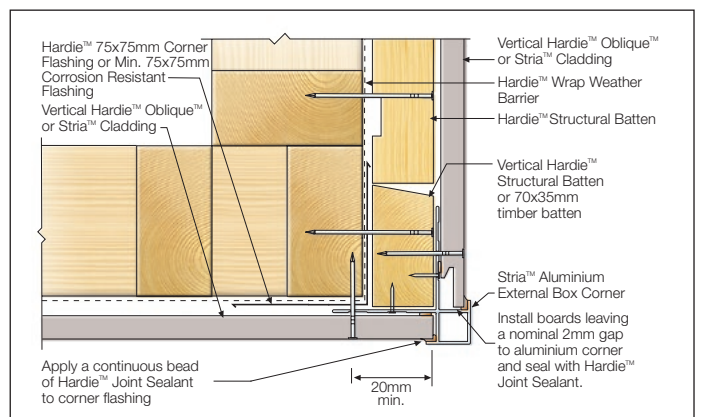 Hardie™ 75x75mm Corner
Flashing or Min. 75x75mm
Corrosion Resistant
Flashing
Vertical Hardie™ Oblique™
or Stria™ Cladding
Vertical Hardie™ Oblique™
or Stria™ Cladding
Hardie™ Wrap Weather
Barrier
Hardie™ Structural Batten
Vertical Hardie™
Structural Batten
or 70x35mm
timber batten
Stria™ Aluminium
External Box Corner
Install boards leaving
a nominal 2mm gap
to aluminium corner
and seal with Hardie™
Joint Sealant.
Apply a continuous bead
of Hardie™ Joint Sealant
to corner flashing
20mm
min.